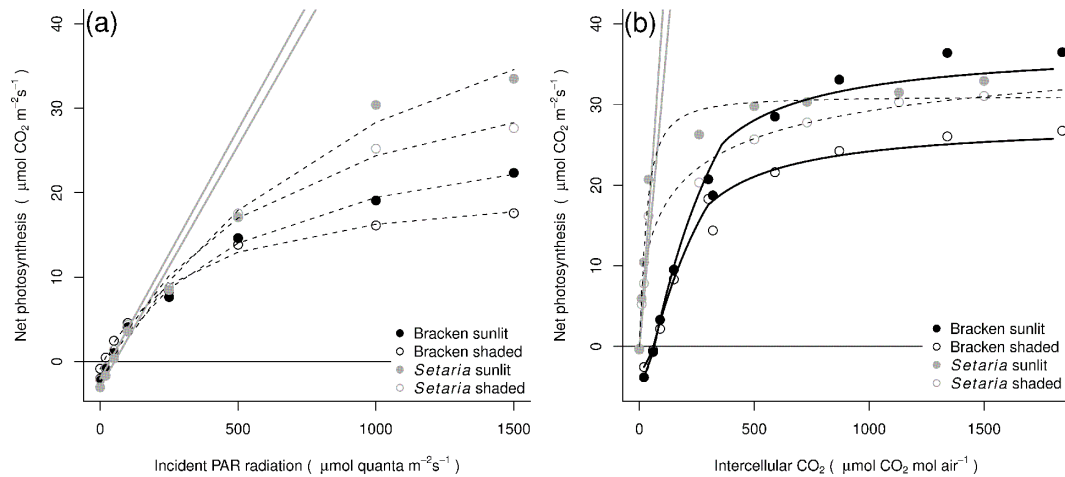 (a)
Net photosynthesis ( μmol CO₂ m⁻²s⁻¹)
40
30
20
10
0
Bracken sunlit
Bracken shaded
Setaria sunlit
Setaria shaded
0 500 1000 1500
Incident PAR radiation ( μmol quanta m⁻²s⁻¹)
(b)
Net photosynthesis ( μmol CO₂ m⁻²s⁻¹)
40
30
20
10
0
Bracken sunlit
Bracken shaded
Setaria sunlit
Setaria shaded
0 500 1000 1500
Intercellular CO₂ ( μmol CO₂ mol air⁻¹)